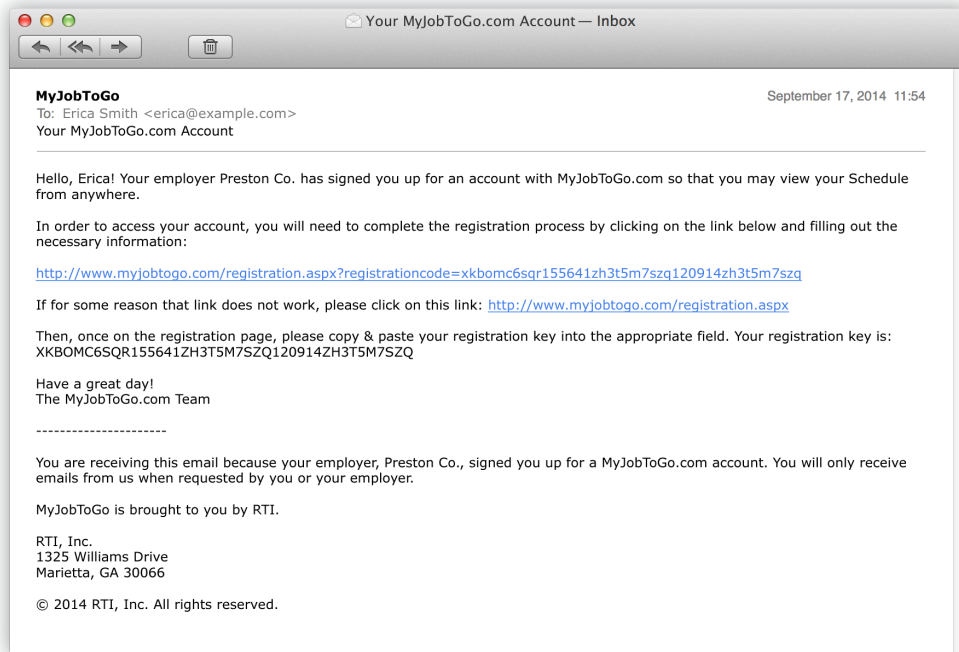 Your MyJobToGo.com Account — Inbox
MyJobToGo
September 17, 2014 11:54
To: Erica Smith <erica@example.com>
Your MyJobToGo.com Account
Hello, Erica! Your employer Preston Co. has signed you up for an account with MyJobToGo.com so that you may view your Schedule
from anywhere.
In order to access your account, you will need to complete the registration process by clicking on the link below and filling out the
necessary information:
http://www.myjobtogo.com/registration.aspx?registrationcode=xkbomc6sqr155641zh3t5m7szq120914zh3t5m7szq
If for some reason that link does not work, please click on this link: http://www.myjobtogo.com/registration.aspx
Then, once on the registration page, please copy & paste your registration key into the appropriate field. Your registration key is:
XKBOMC6SQR155641ZH3T5M7SZQ120914ZH3T5M7SZQ
Have a great day!
The MyJobToGo.com Team
----------------------
You are receiving this email because your employer, Preston Co., signed you up for a MyJobToGo.com account. You will only receive
emails from us when requested by you or your employer.
MyJobToGo is brought to you by RTI.
RTI, Inc.
1325 Williams Drive
Marietta, GA 30066
© 2014 RTI, Inc. All rights reserved.